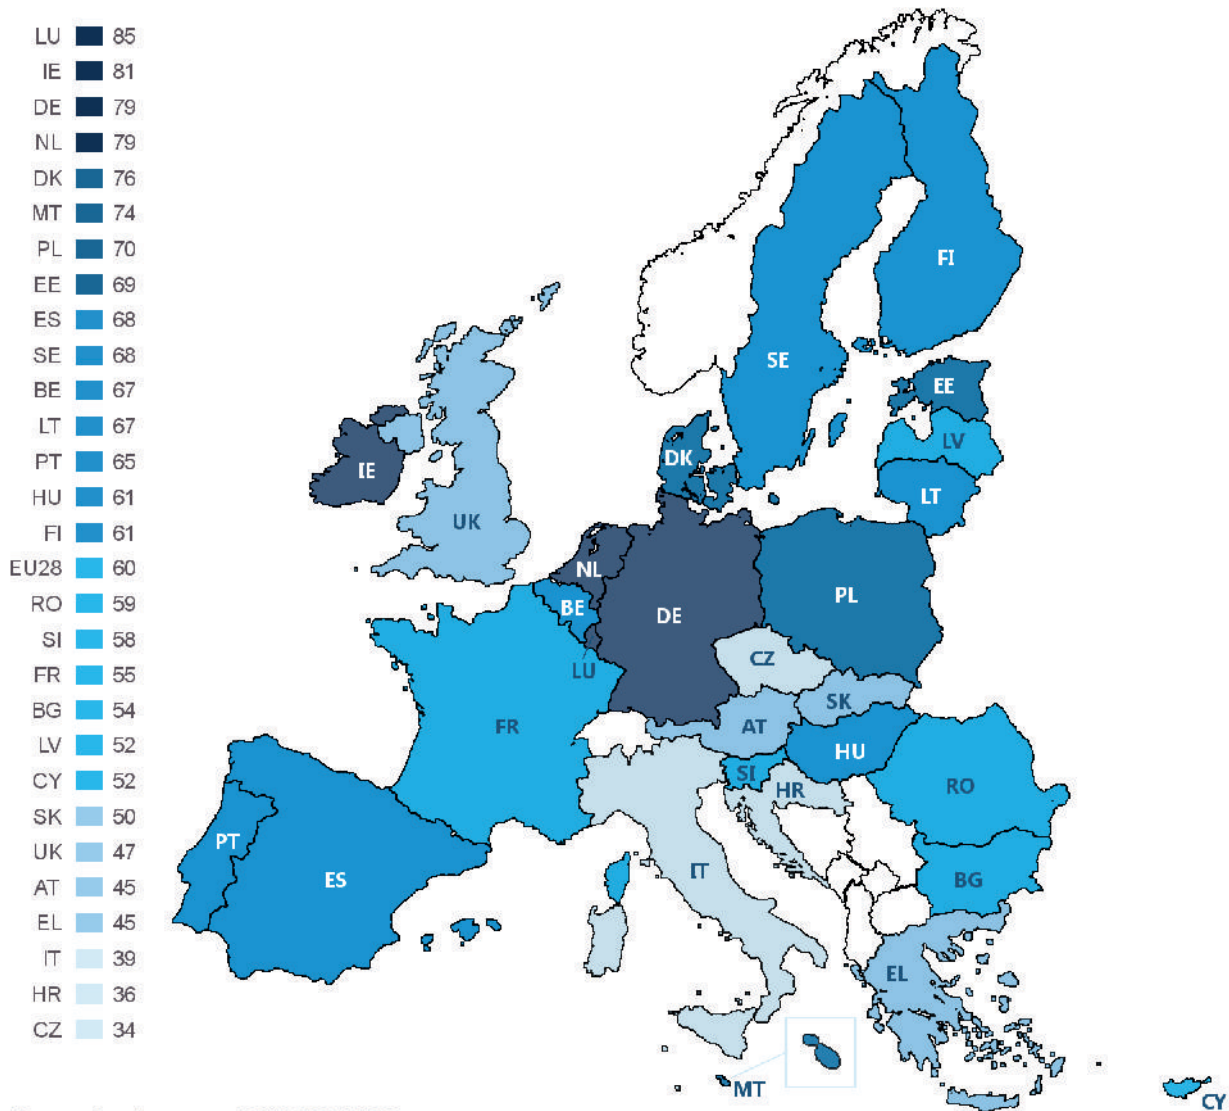 LU 85
IE 81
DE 79
NL 79
DK 76
MT 74
PL 70
EE 69
ES 68
SE 68
BE 67
LT 67
PT 65
HU 61
FI 61
EU28 60
RO 59
SI 58
FR 55
BG 54
LV 52
CY 52
SK 50
UK 47
AT 45
EL 45
IT 39
HR 36
CZ 34
FI
SE
EE
LV
DK
IE
LT
UK
NL
PL
BE
DE
CZ
LU
SK
FR
AT
HU
SI
HR
RO
PT
IT
ES
BG
EL
MT
CY